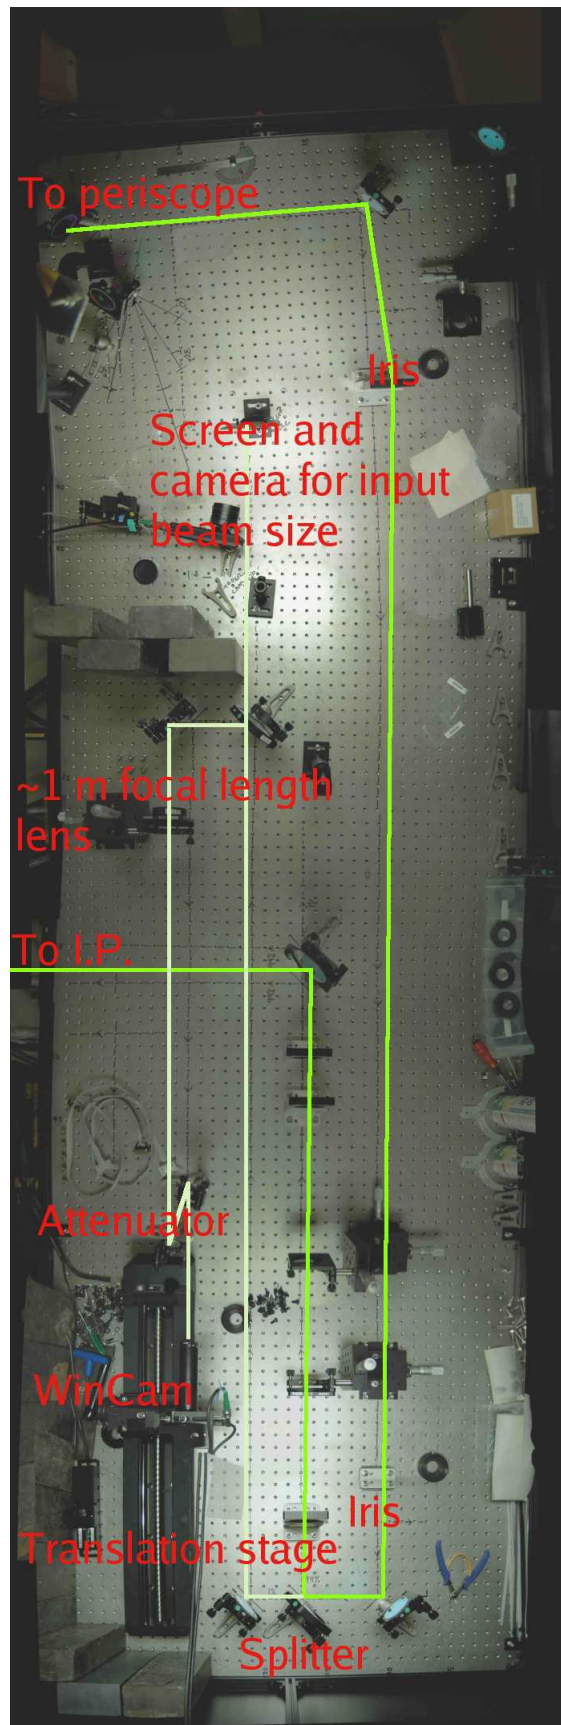 To periscope
Iris
Screen and
camera for input
beam size
~1 m focal length
lens
To I.P.
Attenuator
WinCam
Iris
Translation stage
Splitter